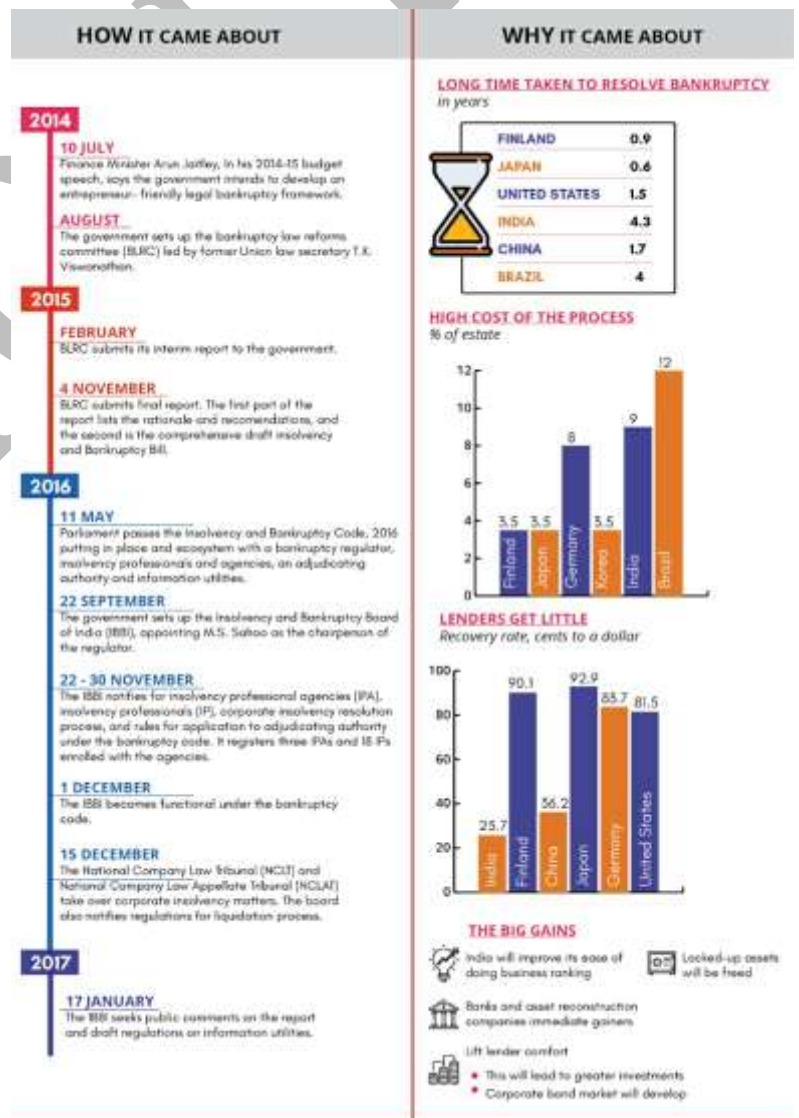 HOW IT CAME ABOUT
2014
10 JULY
Finance Minister Arun Jaitley, In his 2014-15 budget
speech, says the government intends to develop an
entrepreneur- friendly legal bankruptcy framework.
AUGUST
The government sets up the bankruptcy law reforms
committee (BLRC) led by former Union law secretary T.K.
Viswanathan.
2015
FEBRUARY
BLRC submits its interim report to the government.
4 NOVEMBER
BLRC submits final report. The first part of the
report lists the rationale and recomendations, and
the second is the comprehensive draft insolvency
and Bankruptcy Bill.
2016
11 MAY
Parliament passes the Insolvency and Bankruptcy Code, 2016
putting in place and ecosystem with a bankruptcy regulator,
insolvency professionals and agencies, an adjudicating
authority and information utilities.
22 SEPTEMBER
The government sets up the Insolvency and Bankruptcy Board
of India (IBBI), appointing M.S. Sahoo as the chairperson of
the regulator.
22 - 30 NOVEMBER
The IBBI notifies for insolvency professional agencies (IPA),
insolvency professionals (IP), corporate insolvency resolution
process, and rules for application to adjudicating authority
under the bankruptcy code. It registers three IPAs and 18 IPs
enrolled with the agencies.
1 DECEMBER
The IBBI becomes functional under the bankruptcy
code.
15 DECEMBER
The National Company Law Tribunal (NCLT) and
National Company Law Appellate Tribunal (NCLAT)
take over corporate insolvency matters. The board
also notifies regulations for liquidation process.
2017
17 JANUARY
The IBBI seeks public comments on the report
and draft regulations on information utilities.
WHY IT CAME ABOUT
LONG TIME TAKEN TO RESOLVE BANKRUPTCY
in years
FINLAND 0.9
JAPAN 0.6
UNITED STATES 1.5
INDIA 4.3
CHINA 1.7
BRAZIL 4
HIGH COST OF THE PROCESS
% of estate
12
10
8
6
4
2
0
3.5 3.5 8 3.5 9 12
Finland Japan Germany Korea India Brazil
LENDERS GET LITTLE
Recovery rate, cents to a dollar
100
80
60
40
20
0
25.7 90.1 36.2 92.9 83.7 81.5
India Finland China Japan Germany United States
THE BIG GAINS
India will improve its ease of
doing business ranking
Locked-up assets
will be freed
Banks and asset reconstruction
companies immediate gainers
Lift lender comfort
• This will lead to greater investments
• Corporate bond market will develop